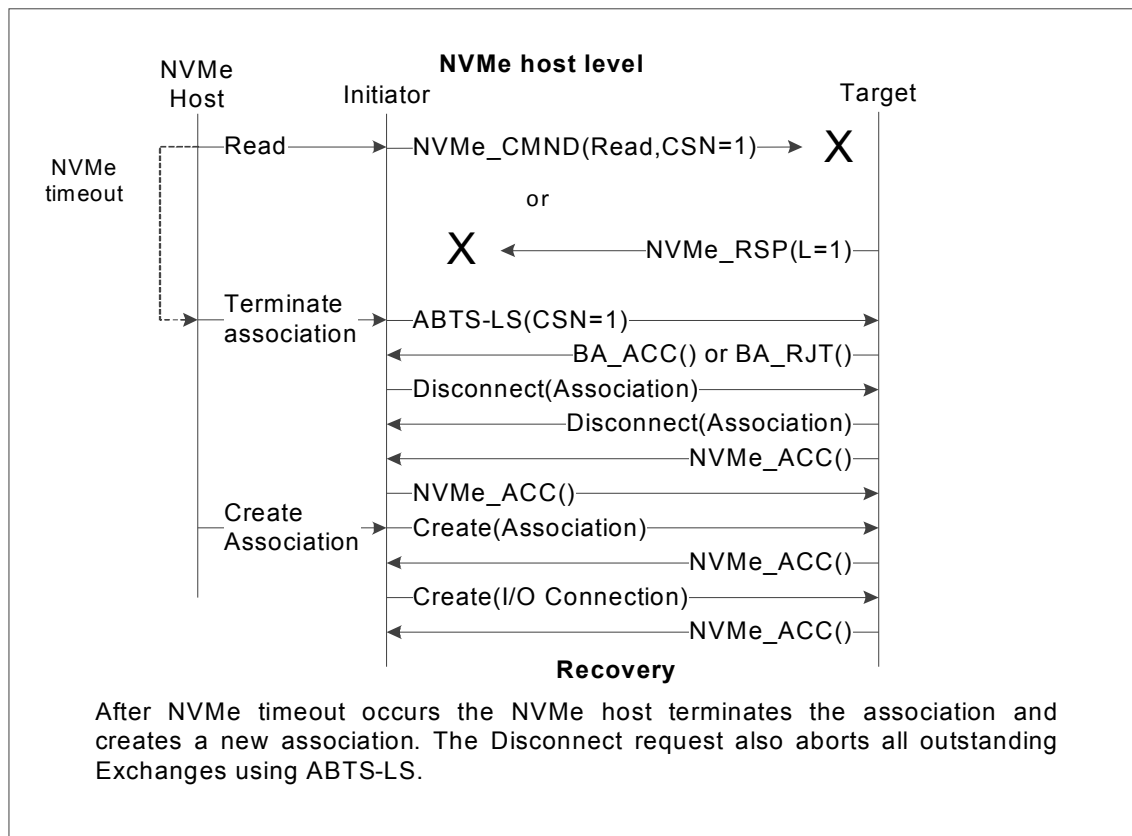 NVMe host level
NVMe
Host
Initiator
Target
Read
NVMe_CMND(Read,CSN=1)
X
NVMe
timeout
or
X
NVMe_RSP(L=1)
Terminate
association
ABTS-LS(CSN=1)
BA_ACC() or BA_RJT()
Disconnect(Association)
Disconnect(Association)
NVMe_ACC()
NVMe_ACC()
Create
Association
Create(Association)
NVMe_ACC()
Create(I/O Connection)
NVMe_ACC()
Recovery
After NVMe timeout occurs the NVMe host terminates the association and
creates a new association. The Disconnect request also aborts all outstanding
Exchanges using ABTS-LS.